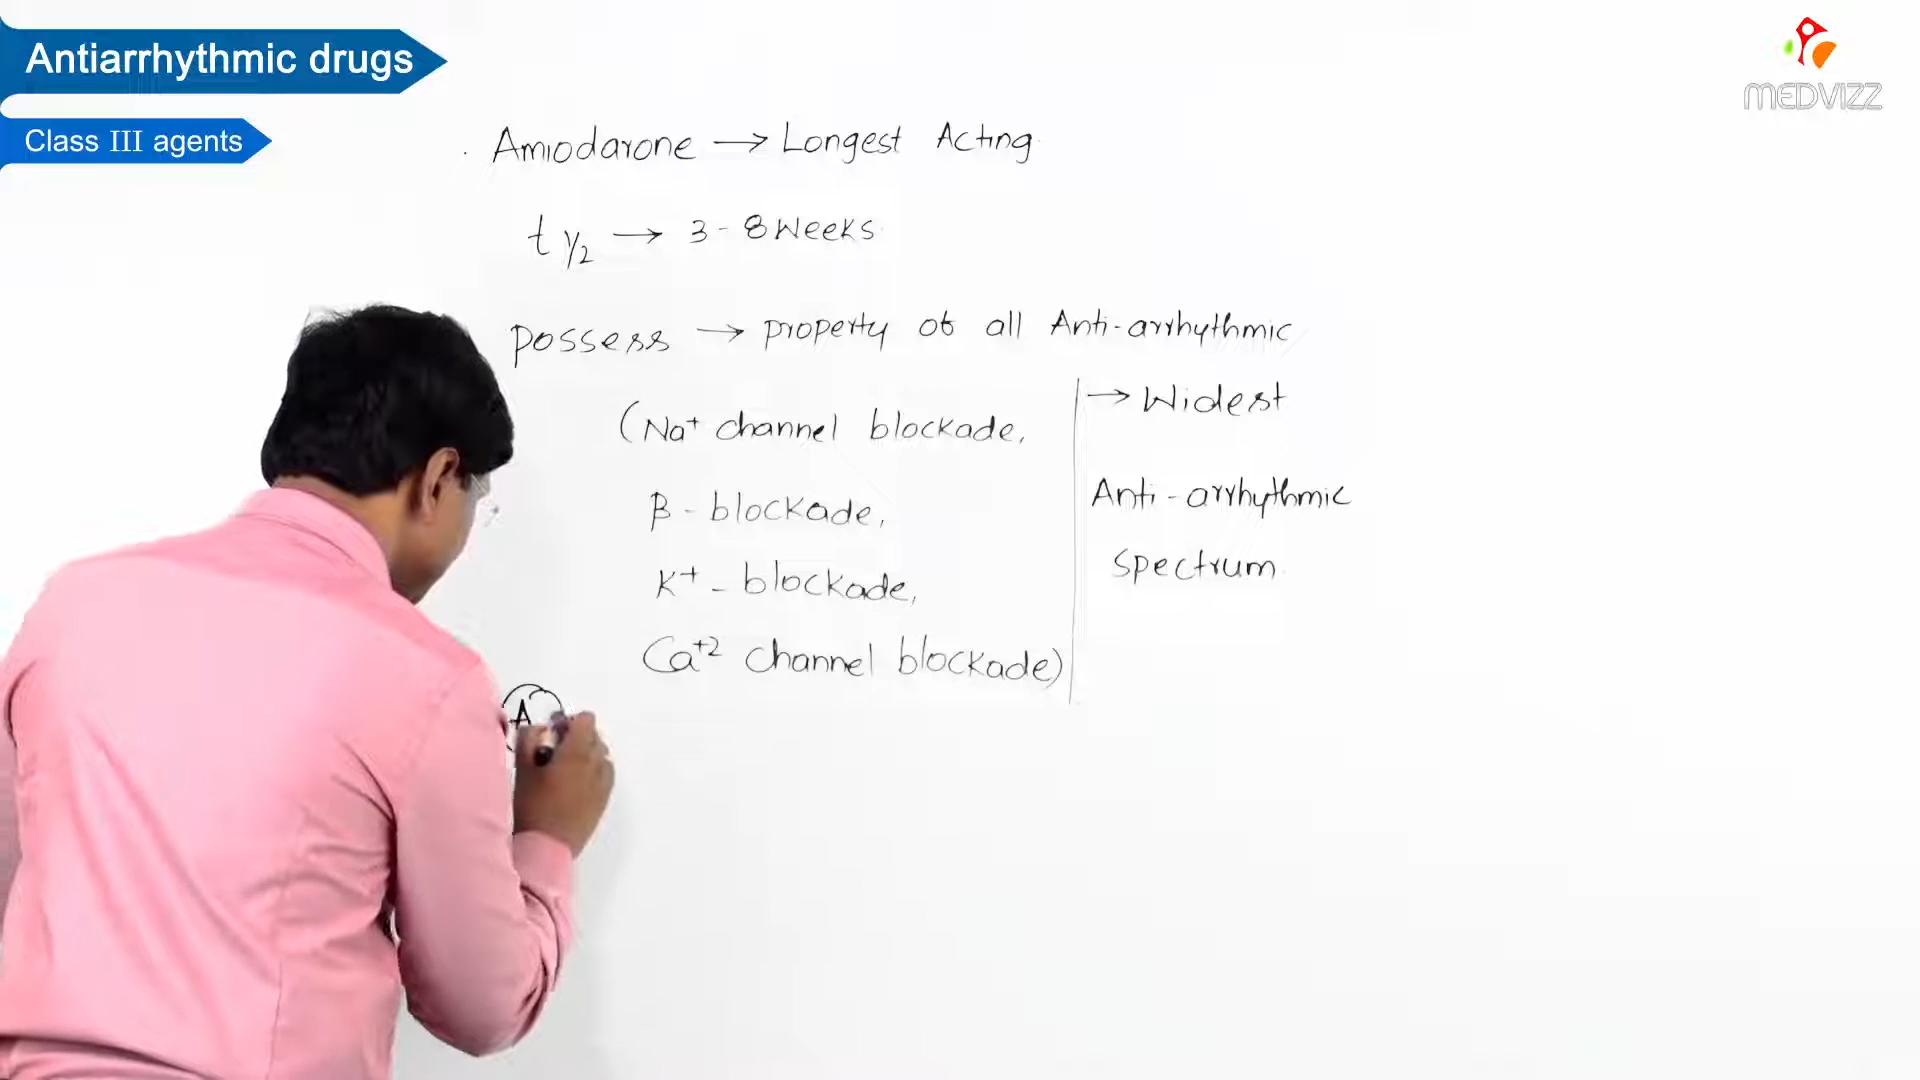 Antiarrhythmic drugs
Class III agents
MEDVIZZ
Amiodarone → Longest Acting
t 1/2 → 3 - 8 Weeks
possess → property of all Anti-arrhythmic
(Na+ channel blockade,
β - blockade,
K+ - blockade,
Ca+2 channel blockade)
→ Widest
Anti-arrhythmic
spectrum
A